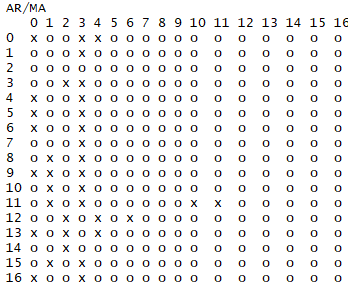 AR/MA
0 1 2 3 4 5 6 7 8 9 10 11 12 13 14 15 16
0 x o o x x o o o o o o o o o o o o
1 o o o x o o o o o o o o o o o o o
2 o o o o o o o o o o o o o o o o o
3 o o x x o o o o o o o o o o o o o
4 x o o x o o o o o o o o o o o o o
5 x o o x o o o o o o o o o o o o o
6 x o o x o o o o o o o o o o o o o
7 o o o x o o o o o o o o o o o o o
8 o x o x o o o o o o o o o o o o o
9 x x o x o o o o o o o o o o o o o
10 o x o x o o o o o o o o o o o o o
11 o x o x o o o o o o x x o o o o o
12 o o x o x o x o o o o o o o o o o
13 x o x o x o o o o o o o o o o o o
14 o o x o o o o o o o o o o o o o o
15 o x o x o o o o o o o o o o o o o
16 x o o x o o o o o o o o o o o o o